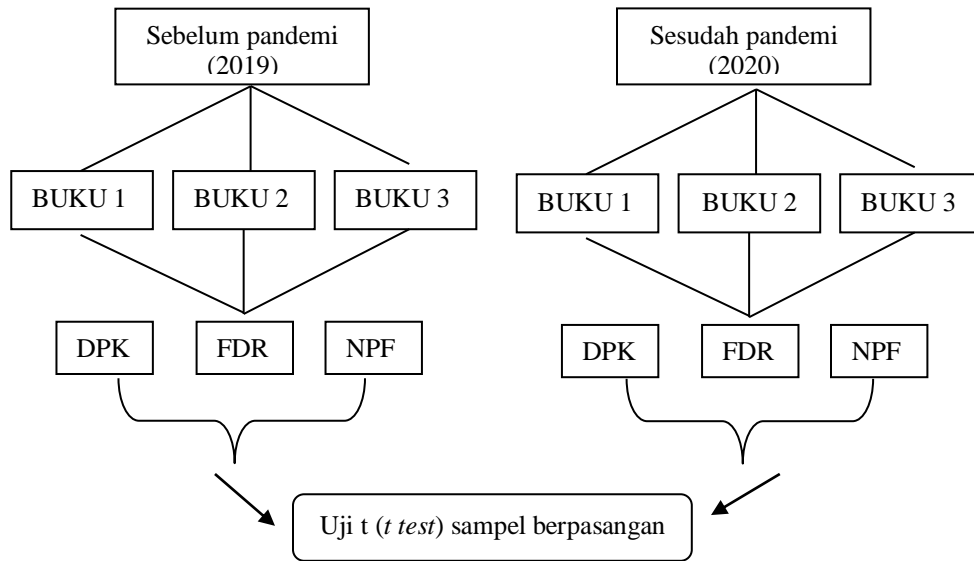 Sebelum pandemi
(2019)
Sesudah pandemi
(2020)
BUKU 1
BUKU 2
BUKU 3
BUKU 1
BUKU 2
BUKU 3
DPK
FDR
NPF
DPK
FDR
NPF
Uji t (t test) sampel berpasangan